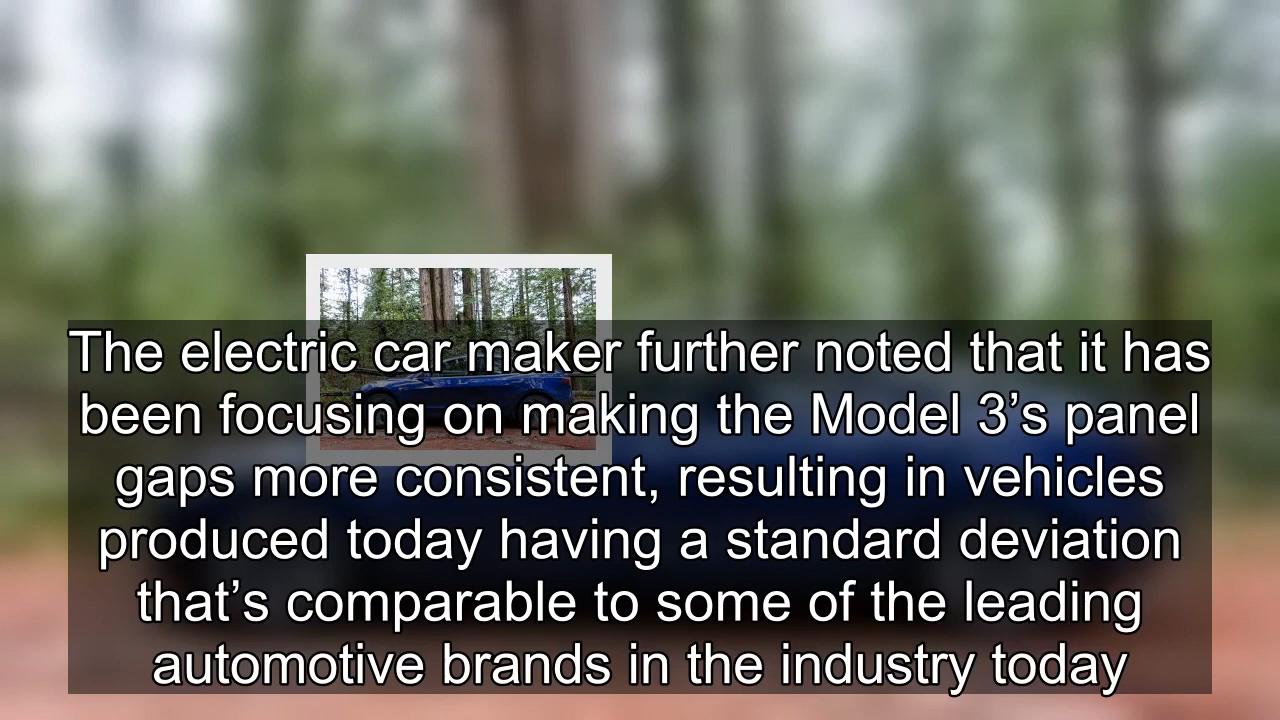 The electric car maker further noted that it has
been focusing on making the Model 3’s panel
gaps more consistent, resulting in vehicles
produced today having a standard deviation
that’s comparable to some of the leading
automotive brands in the industry today